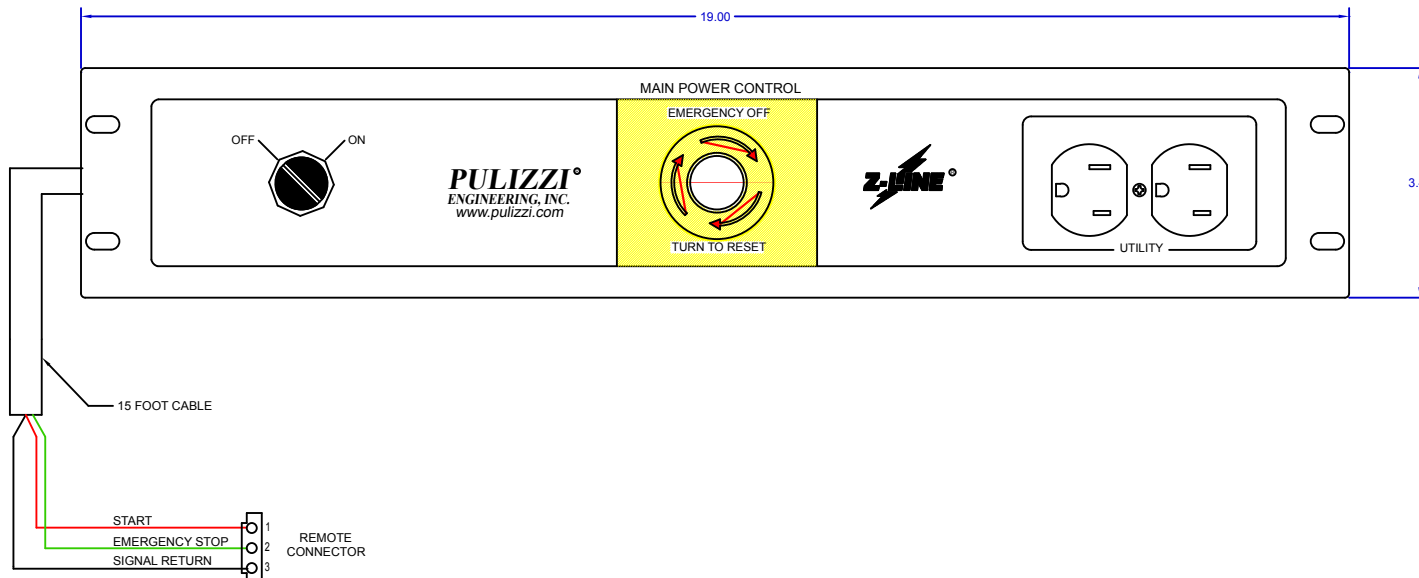 19.00
MAIN POWER CONTROL
EMERGENCY OFF
OFF
ON
PULIZZI
ENGINEERING, INC.
www.pulizzi.com
Z-LINE
TURN TO RESET
UTILITY
15 FOOT CABLE
START
1
EMERGENCY STOP
2
SIGNAL RETURN
3
REMOTE
CONNECTOR